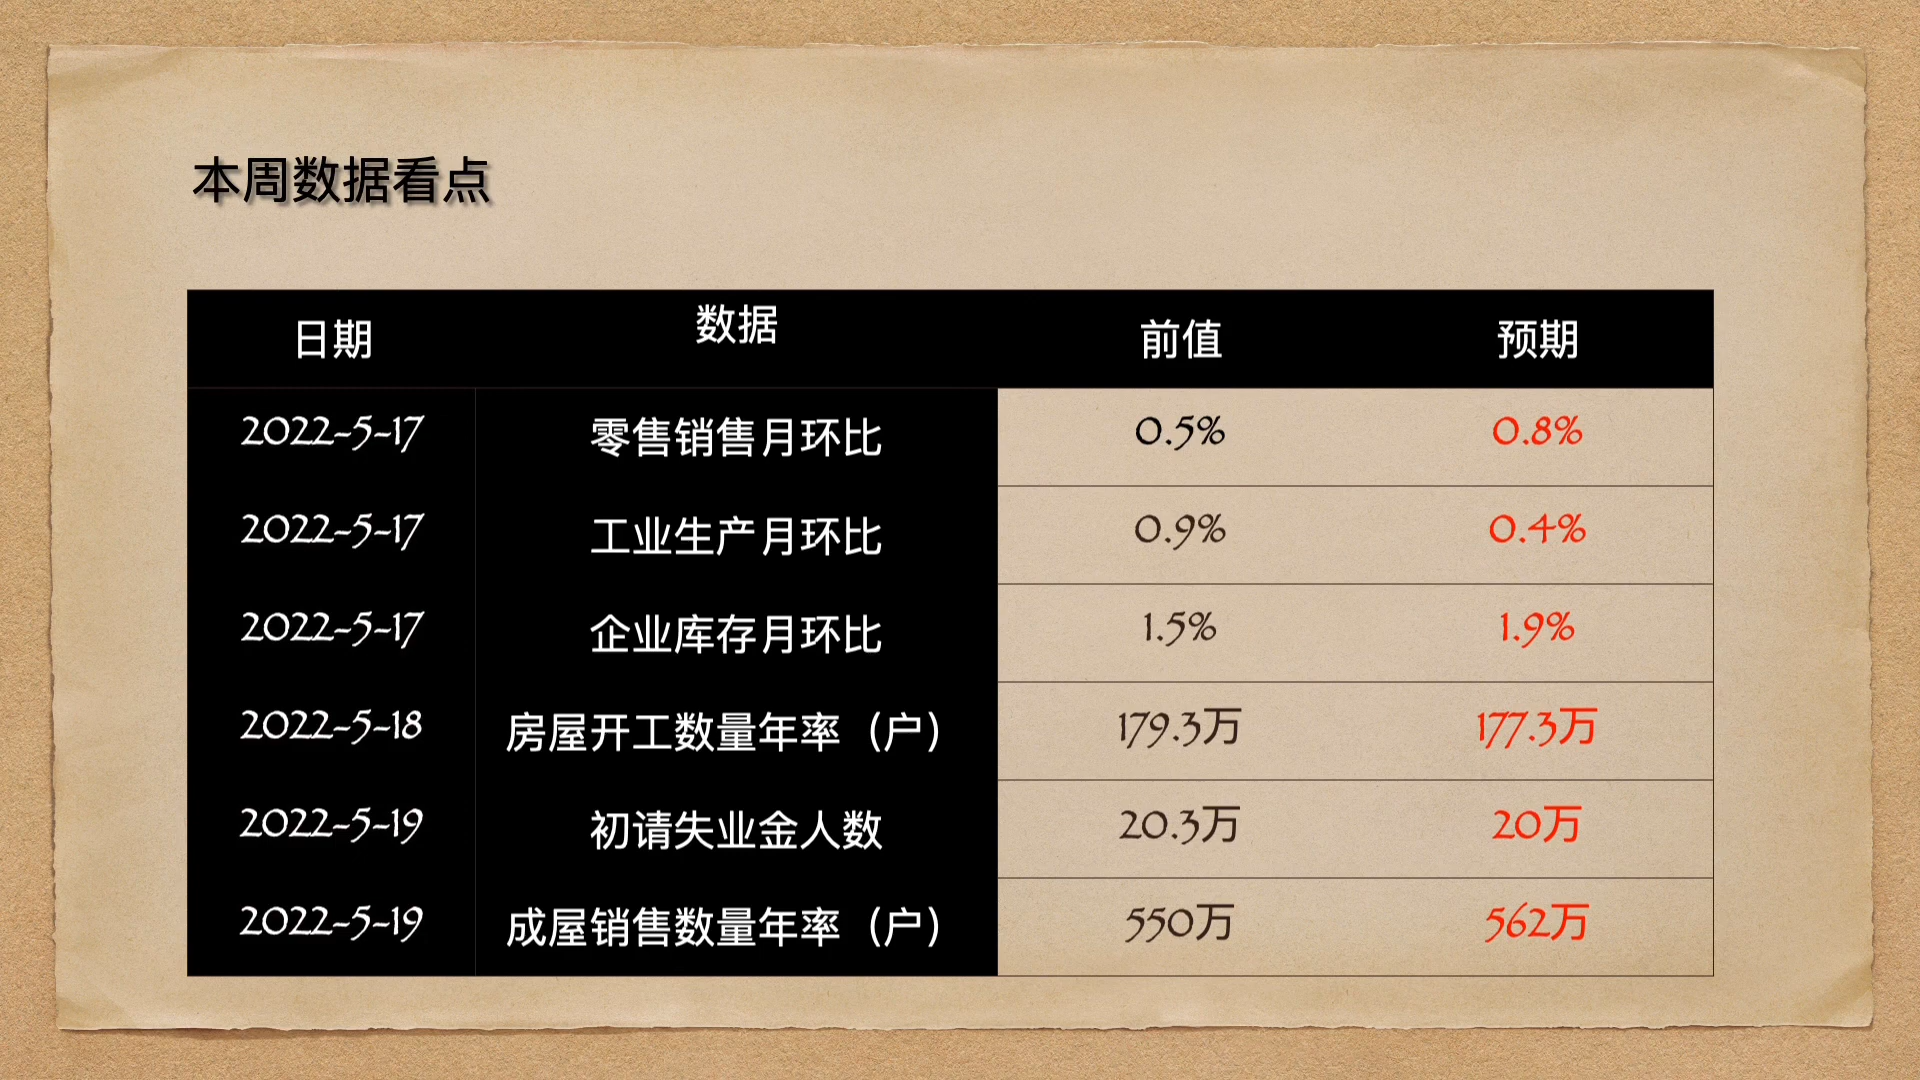 本周数据看点
日期 数据 前值 预期
2022-5-17 零售销售月环比 0.5% 0.8%
2022-5-17 工业生产月环比 0.9% 0.4%
2022-5-17 企业库存月环比 1.5% 1.9%
2022-5-18 房屋开工数量年率（户） 179.3万 177.3万
2022-5-19 初请失业金人数 20.3万 20万
2022-5-19 成屋销售数量年率（户） 550万 562万